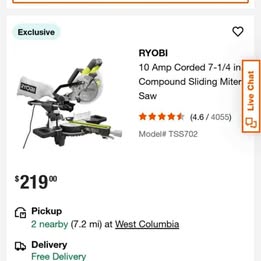 Exclusive
RYOBI
10 Amp Corded 7-1/4 in.
Compound Sliding Miter
Saw
(4.6 / 4055)
Model# TSS702
$219.00
Pickup
2 nearby (7.2 mi) at West Columbia
Delivery
Free Delivery
Live Chat